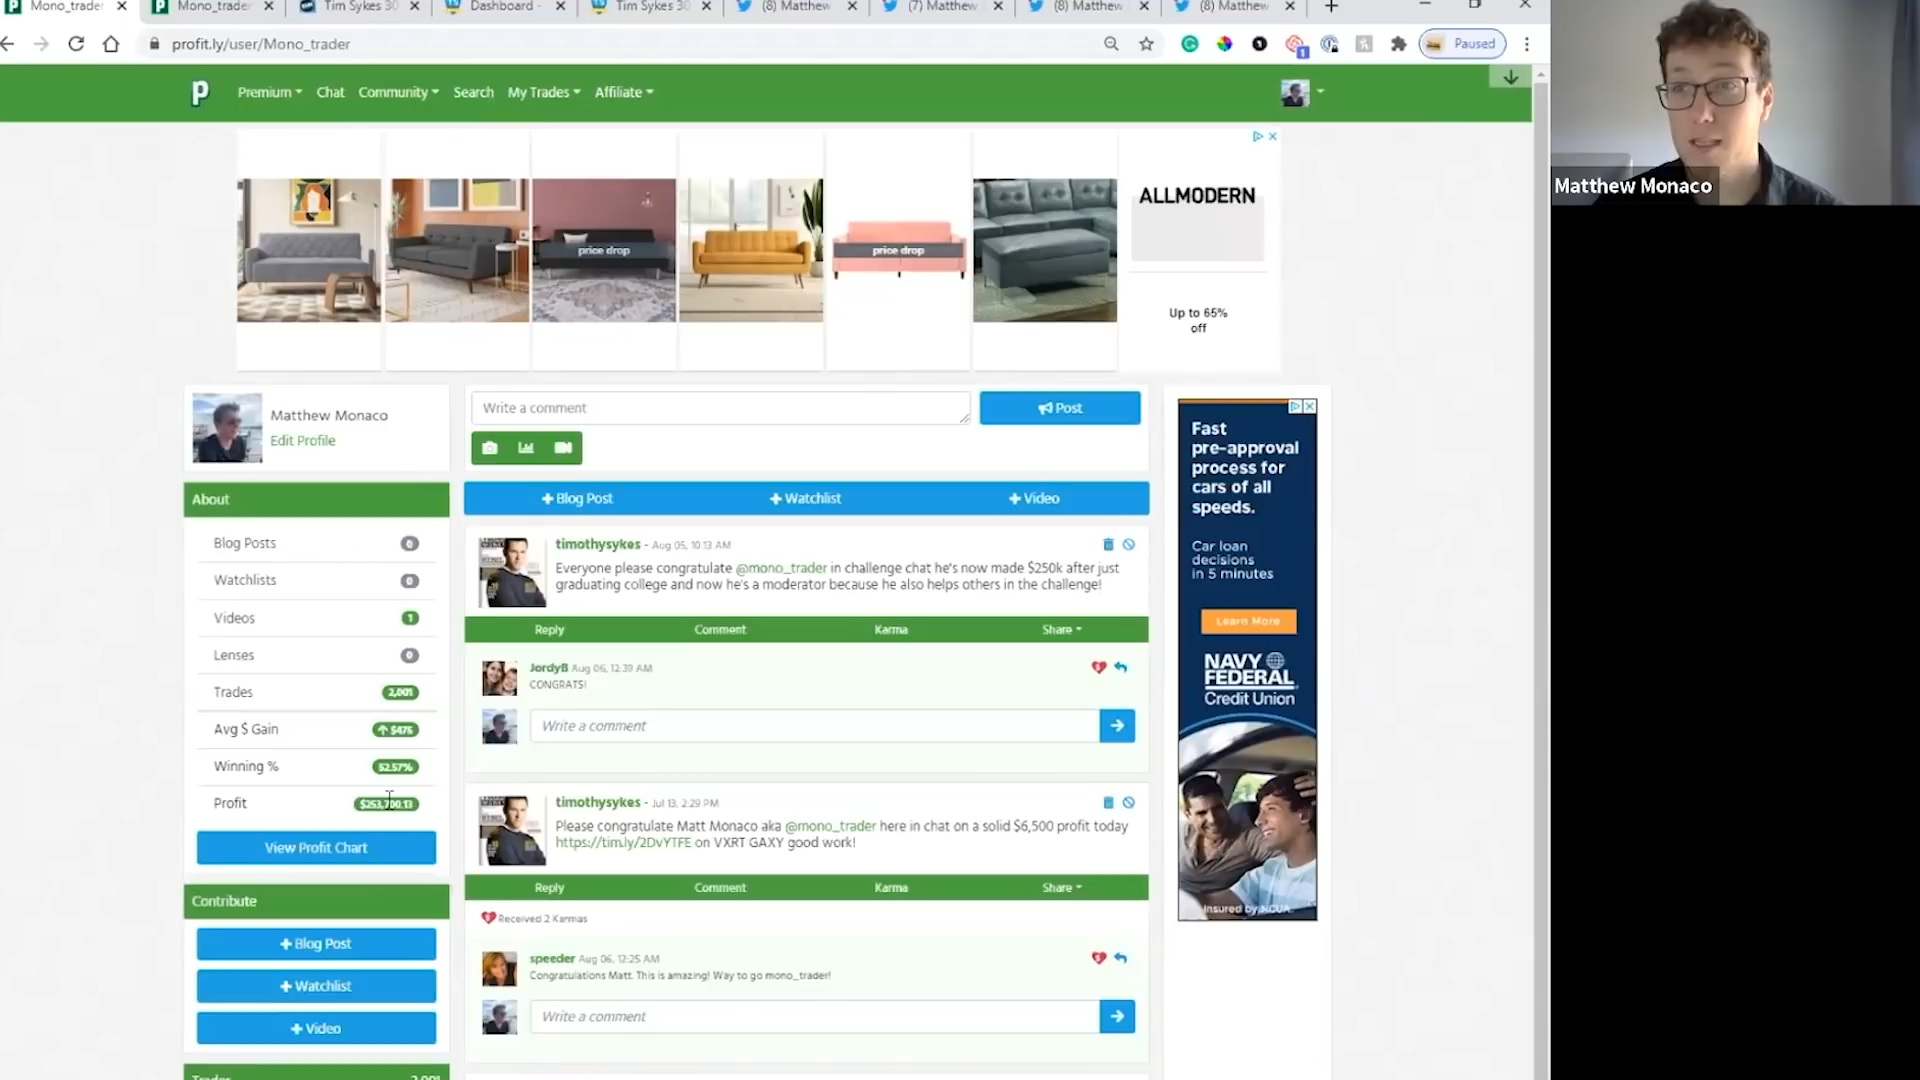 Mono_trader
Mono_trader
Tim Sykes 30
Dashboard -
Tim Sykes 30
(8) Matthew
(7) Matthew
(8) Matthew
(8) Matthew
profit.ly/user/Mono_trader
Paused
Premium
Chat
Community
Search
My Trades
Affiliate
price drop
price drop
ALLMODERN
Up to 65%
off
Matthew Monaco
Matthew Monaco
Edit Profile
About
Blog Posts 0
Watchlists 0
Videos 1
Lenses 0
Trades 2,001
Avg $ Gain $475
Winning % 52.57%
Profit
View Profit Chart
Contribute
+ Blog Post
+ Watchlist
+ Video
Trader 2,001
Write a comment
Post
+ Blog Post
+ Watchlist
+ Video
timothysykes - Aug 05, 10:13 AM
Everyone please congratulate @mono_trader in challenge chat he's now made $250k after just
graduating college and now he's a moderator because he also helps others in the challenge!
Reply Comment Karma Share
JordyB Aug 06, 12:39 AM
CONGRATS!
Write a comment
timothysykes - Jul 13, 2:29 PM
Please congratulate Matt Monaco aka @mono_trader here in chat on a solid $6,500 profit today
https://tim.ly/2DvYTFE on VXRT GAXY good work!
Reply Comment Karma Share
Received 2 Karmas
speeder Aug 06, 12:25 AM
Congratulations Matt. This is amazing! Way to go mono_trader!
Write a comment
Fast
pre-approval
process for
cars of all
speeds.
Car loan
decisions
in 5 minutes
Learn More
NAVY
FEDERAL
Credit Union
Insured by NCUA.